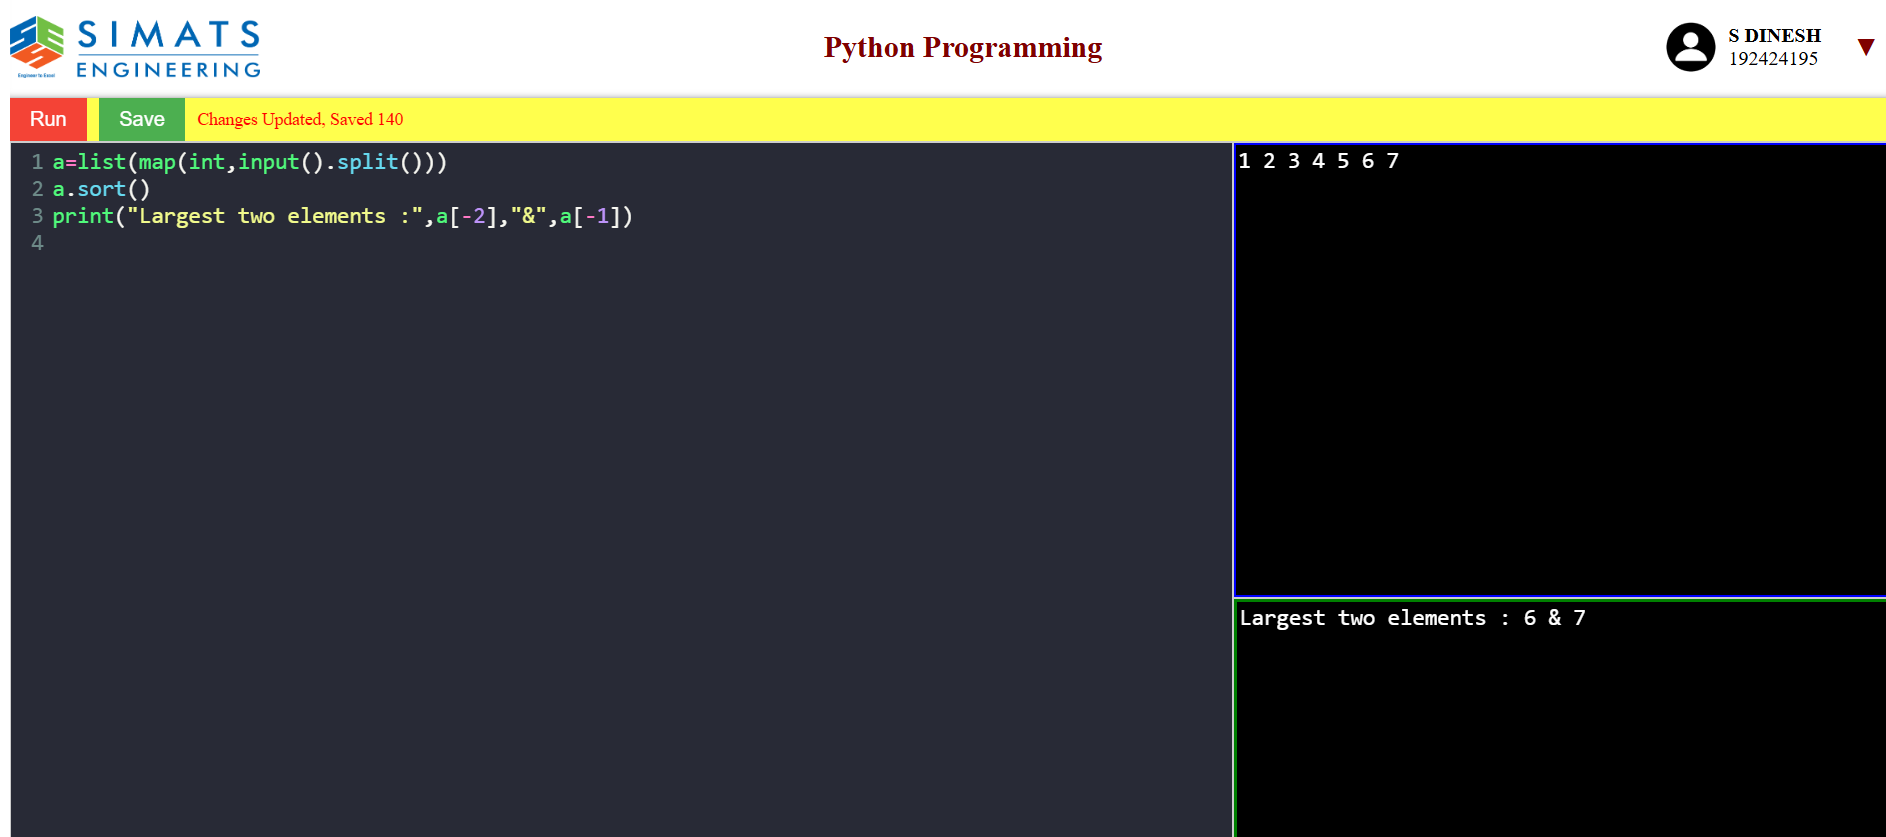 SIMATS
ENGINEERING
Engineer to Excel
Python Programming
S DINESH
192424195
▼
Run
Save
Changes Updated, Saved 140
1 a=list(map(int,input().split()))
2 a.sort()
3 print("Largest two elements :",a[-2],"&",a[-1])
4
1 2 3 4 5 6 7
Largest two elements : 6 & 7